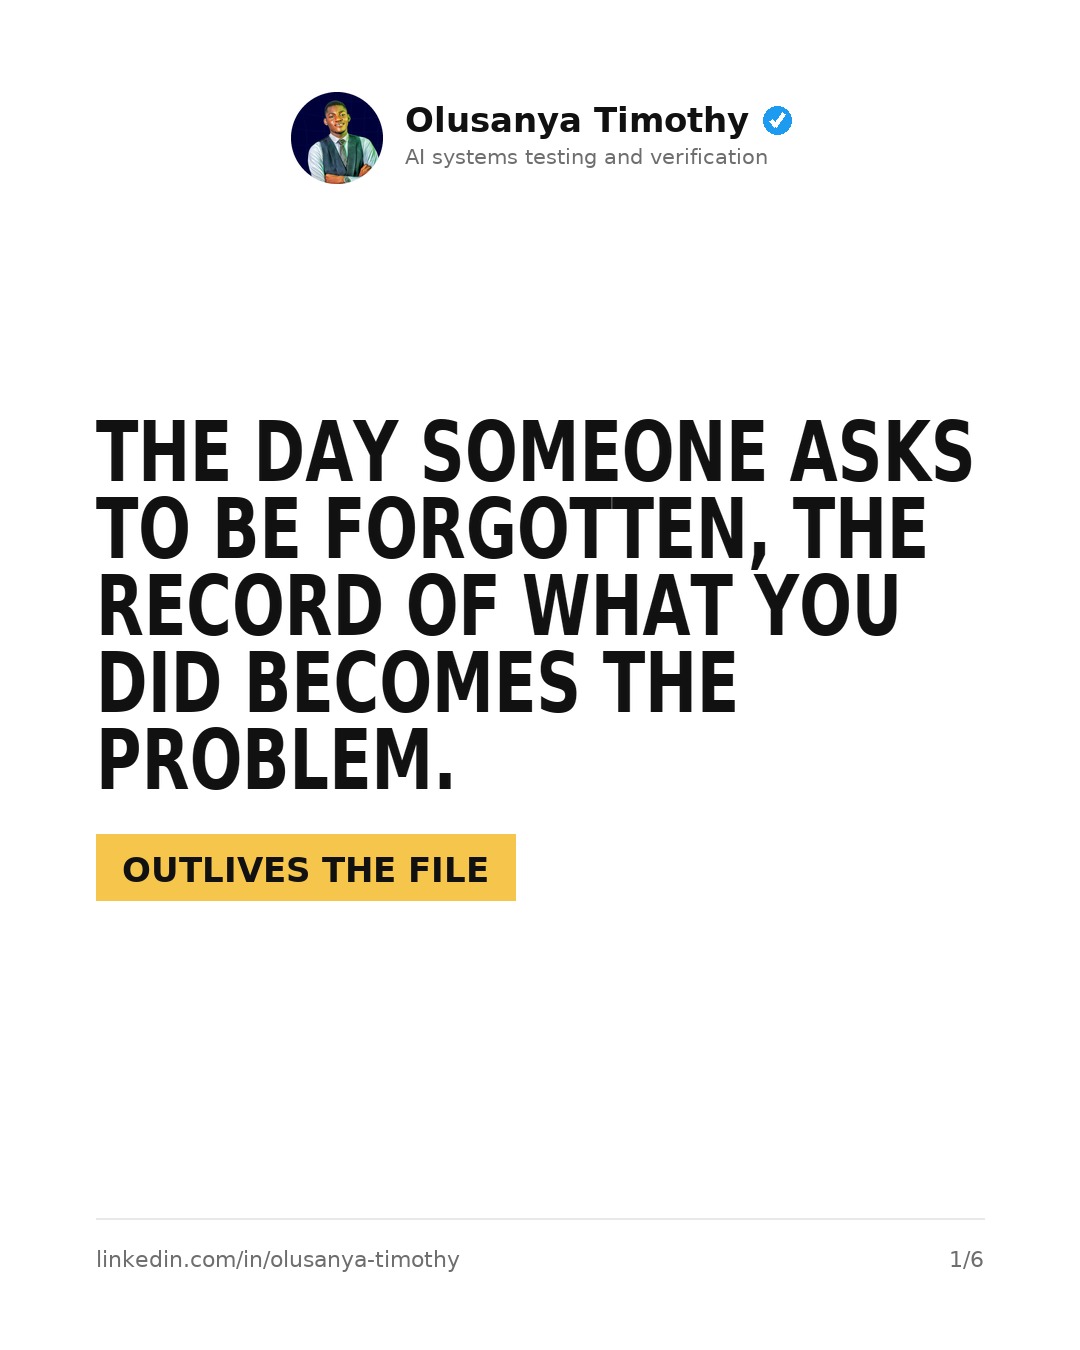 Olusanya Timothy
AI systems testing and verification
THE DAY SOMEONE ASKS
TO BE FORGOTTEN, THE
RECORD OF WHAT YOU
DID BECOMES THE
PROBLEM.
OUTLIVES THE FILE
linkedin.com/in/olusanya-timothy
1/6